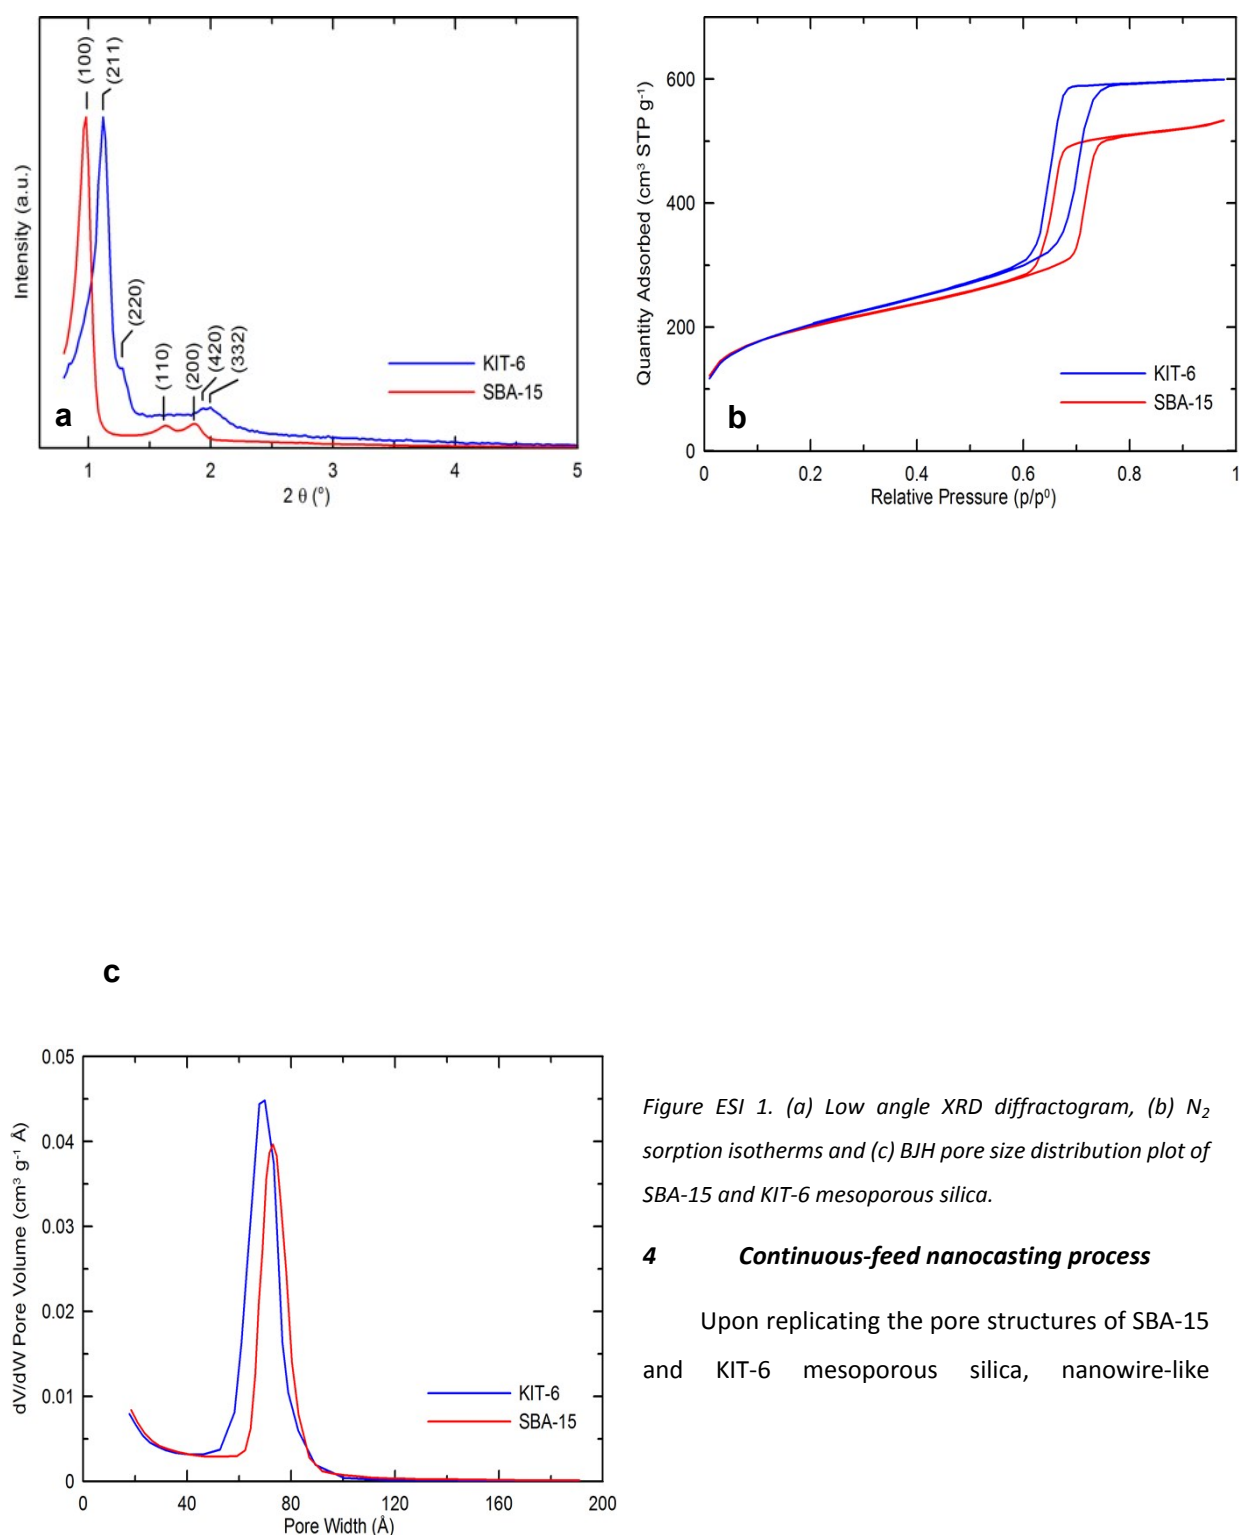 (100)
(211)
(220)
(110)
(200)
(420)
(332)
Intensity (a.u.)
KIT-6
SBA-15
a
1
2
3
4
5
2 θ (°)
Quantity Adsorbed (cm³ STP g⁻¹)
600
400
200
0
KIT-6
SBA-15
b
0
0.2
0.4
0.6
0.8
1
Relative Pressure (p/p⁰)
c
dV/dW Pore Volume (cm³ g⁻¹ Å)
0.05
0.04
0.03
0.02
0.01
0
KIT-6
SBA-15
0
40
80
120
160
200
Pore Width (Å)
Figure ESI 1. (a) Low angle XRD diffractogram, (b) N₂
sorption isotherms and (c) BJH pore size distribution plot of
SBA-15 and KIT-6 mesoporous silica.
4 Continuous-feed nanocasting process
Upon replicating the pore structures of SBA-15
and KIT-6 mesoporous silica, nanowire-like